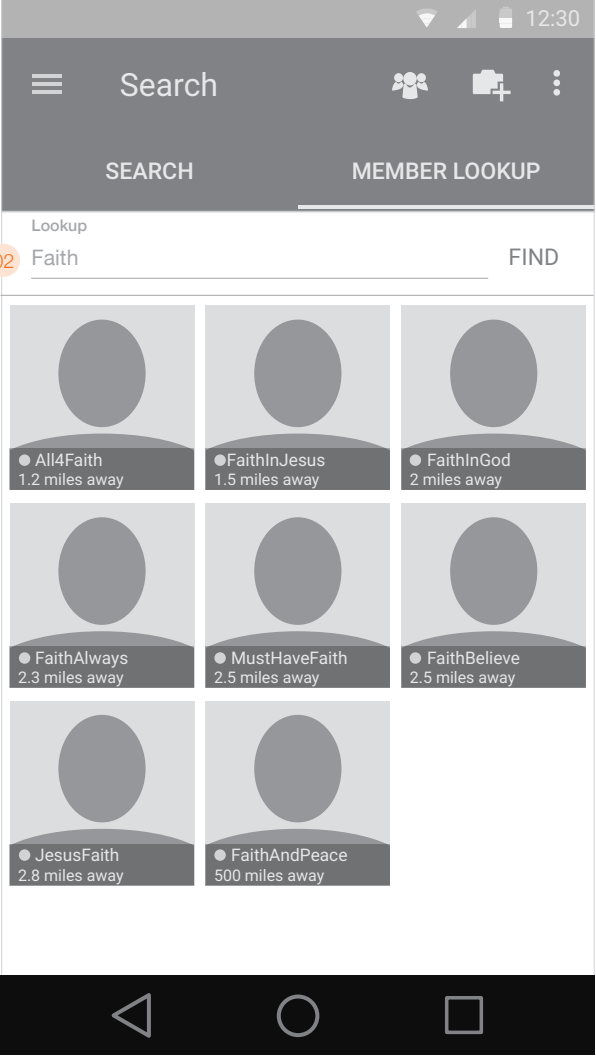 12:30
Search
SEARCH MEMBER LOOKUP
Lookup
02 Faith FIND
All4Faith
1.2 miles away
FaithInJesus
1.5 miles away
FaithInGod
2 miles away
FaithAlways
2.3 miles away
MustHaveFaith
2.5 miles away
FaithBelieve
2.5 miles away
JesusFaith
2.8 miles away
FaithAndPeace
500 miles away